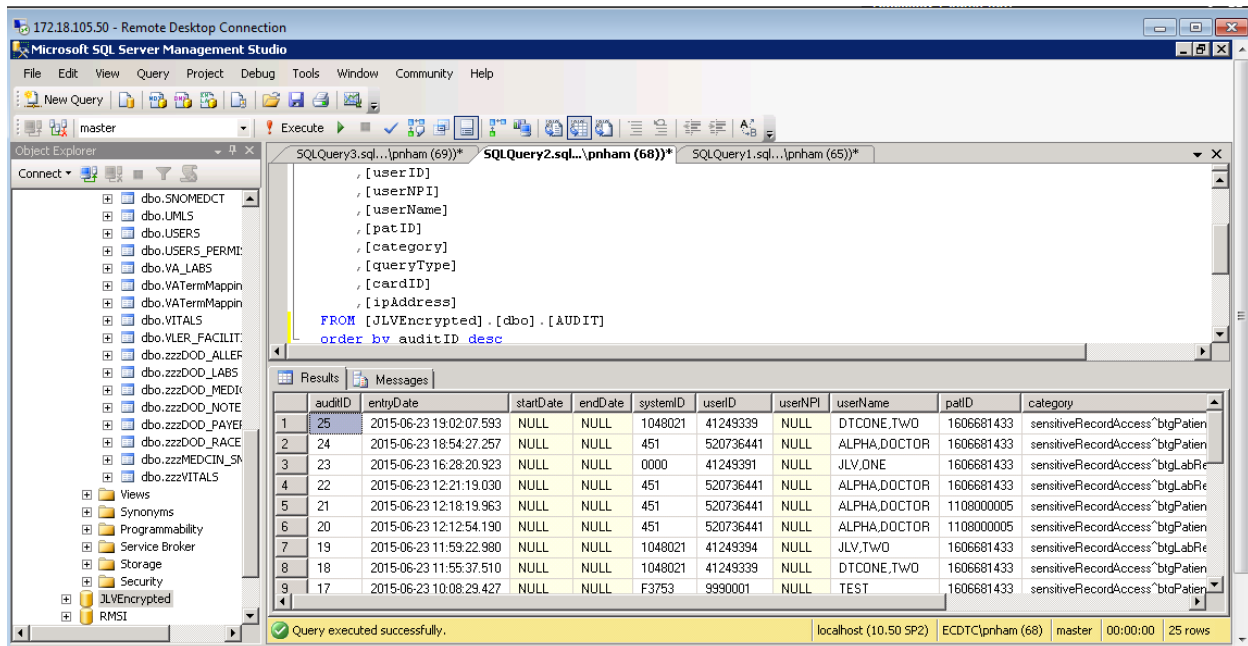 172.18.105.50 - Remote Desktop Connection
Microsoft SQL Server Management Studio
File Edit View Query Project Debug Tools Window Community Help
New Query
master Execute
Object Explorer
SQLQuery3.sql...\pnham (69))* SQLQuery2.sql...\pnham (68))* SQLQuery1.sql...\pnham (65))*
Connect
dbo.SNOMEDCT
dbo.UMLS
dbo.USERS
dbo.USERS_PERMI
dbo.VA_LABS
dbo.VATermMappin
dbo.VATermMappin
dbo.VITALS
dbo.VLER_FACILIT
dbo.zzzDOD_ALLER
dbo.zzzDOD_LABS
dbo.zzzDOD_MEDI
dbo.zzzDOD_NOTE
dbo.zzzDOD_PAYER
dbo.zzzDOD_RACE
dbo.zzzMEDCIN_SN
dbo.zzzVITALS
Views
Synonyms
Programmability
Service Broker
Storage
Security
JLVEncrypted
RMSI
,[userID]
,[userNPI]
,[userName]
,[patID]
,[category]
,[queryType]
,[cardID]
,[ipAddress]
FROM [JLVEncrypted].[dbo].[AUDIT]
order by auditID desc
Results Messages
auditID entryDate startDate endDate systemID userID userNPI userName patID category
1 25 2015-06-23 19:02:07.593 NULL NULL 1048021 41249339 NULL DTCONE,TWO 1606681433 sensitiveRecordAccess^btgPatien
2 24 2015-06-23 18:54:27.257 NULL NULL 451 520736441 NULL ALPHA,DOCTOR 1606681433 sensitiveRecordAccess^btgPatien
3 23 2015-06-23 16:28:20.923 NULL NULL 0000 41249391 NULL JLV,ONE 1606681433 sensitiveRecordAccess^btgLabRe
4 22 2015-06-23 12:21:19.030 NULL NULL 451 520736441 NULL ALPHA,DOCTOR 1606681433 sensitiveRecordAccess^btgLabRe
5 21 2015-06-23 12:18:19.963 NULL NULL 451 520736441 NULL ALPHA,DOCTOR 1108000005 sensitiveRecordAccess^btgPatien
6 20 2015-06-23 12:12:54.190 NULL NULL 451 520736441 NULL ALPHA,DOCTOR 1108000005 sensitiveRecordAccess^btgPatien
7 19 2015-06-23 11:59:22.980 NULL NULL 1048021 41249394 NULL JLV,TWO 1606681433 sensitiveRecordAccess^btgLabRe
8 18 2015-06-23 11:55:37.510 NULL NULL 1048021 41249339 NULL DTCONE,TWO 1606681433 sensitiveRecordAccess^btgPatien
9 17 2015-06-23 10:08:29.427 NULL NULL F3753 9990001 NULL TEST 1606681433 sensitiveRecordAccess^btgPatien
Query executed successfully. localhost (10.50 SP2) ECDTC\pnham (68) master 00:00:00 25 rows